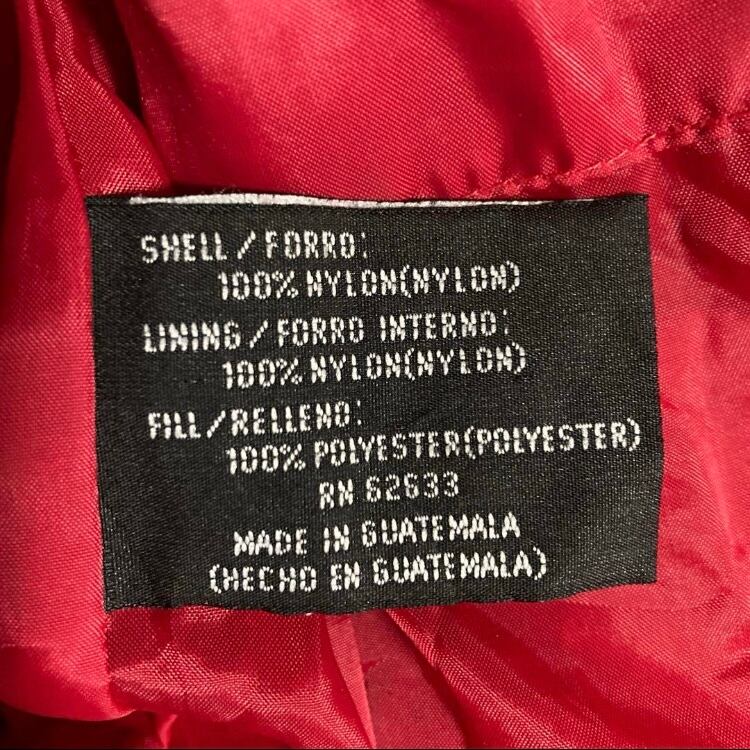 SHELL/FORRO:
100% NYLON(NYLON)
LINING/FORRO INTERNO:
100% NYLON(NYLON)
FILL/RELLENO:
100% POLYESTER(POLYESTER)
RN 62633
MADE IN GUATEMALA
(HECHO EN GUATEMALA)